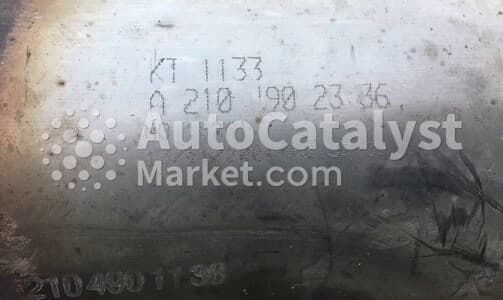 KT 1133
A 210 490 23 36
A
AutoCatalyst
Market.com
210 490 11 36